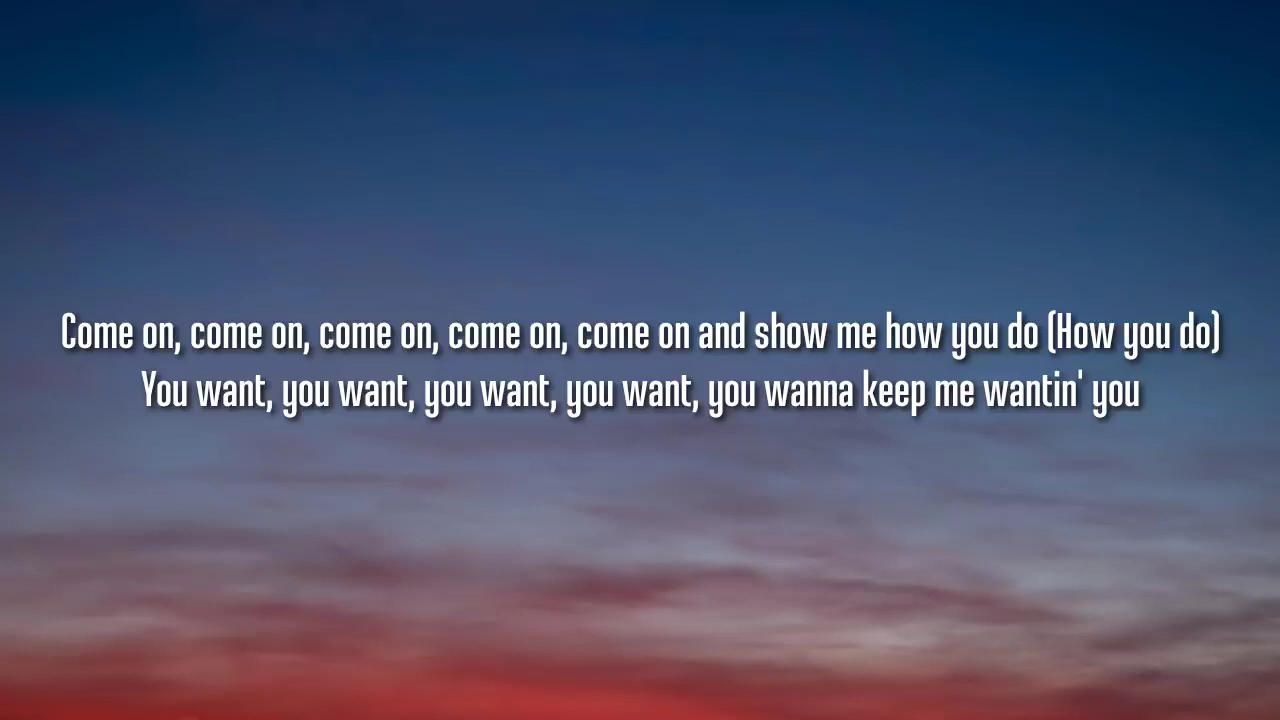 Come on, come on, come on, come on, come on and show me how you do (How you do)
You want, you want, you want, you want, you wanna keep me wantin' you